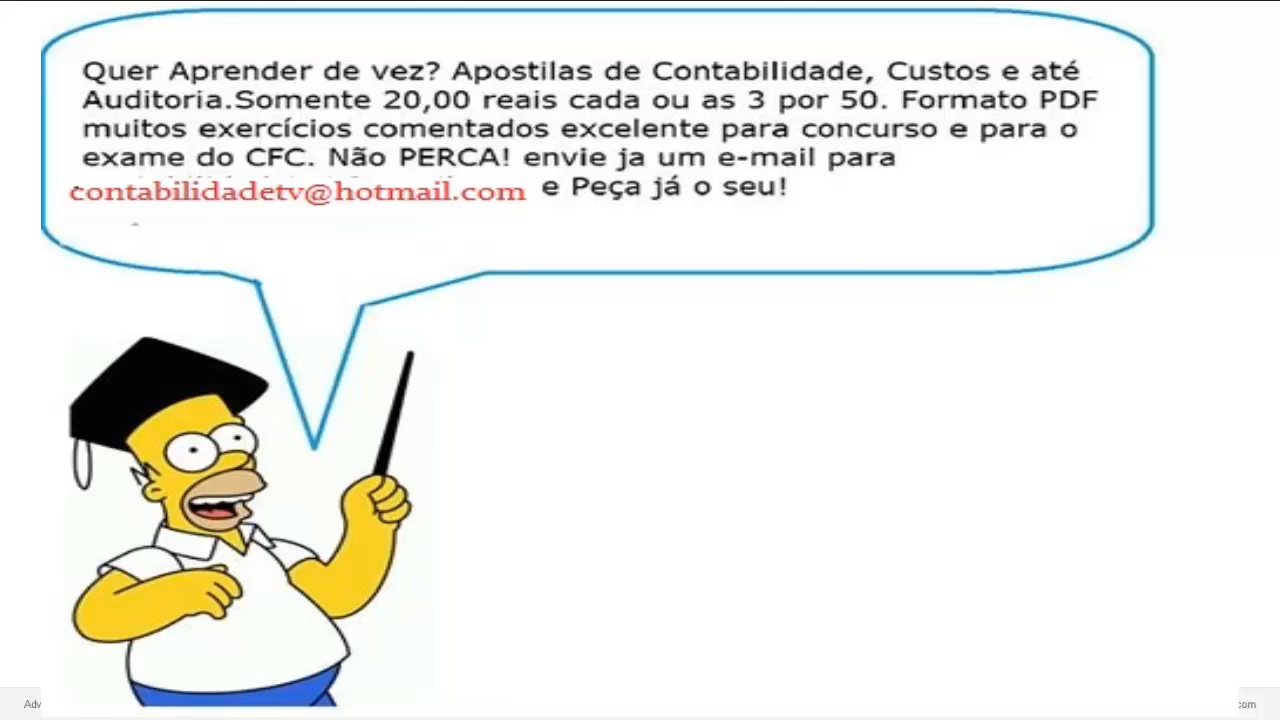 Quer Aprender de vez? Apostilas de Contabilidade, Custos e até
Auditoria.Somente 20,00 reais cada ou as 3 por 50. Formato PDF
muitos exercícios comentados excelente para concurso e para o
exame do CFC. Não PERCA! envie ja um e-mail para
contabilidadetv@hotmail.com e Peça já o seu!
Adv
com